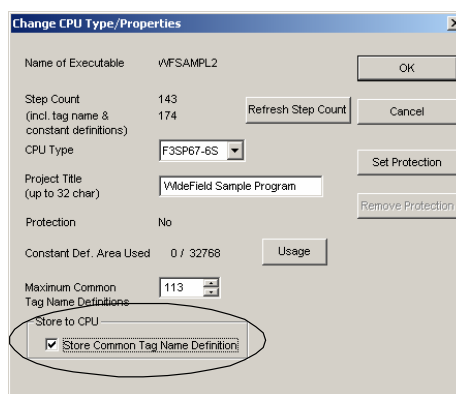 Change CPU Type/Properties
Name of Executable WFSAMPL2
OK
Step Count 143
(incl. tag name & 174
constant definitions)
Refresh Step Count
Cancel
CPU Type F3SP67-6S
Set Protection
Project Title
(up to 32 char) WideField Sample Program
Remove Protection
Protection No
Constant Def. Area Used 0 / 32768
Usage
Maximum Common 113
Tag Name Definitions
Store to CPU
Store Common Tag Name Definition